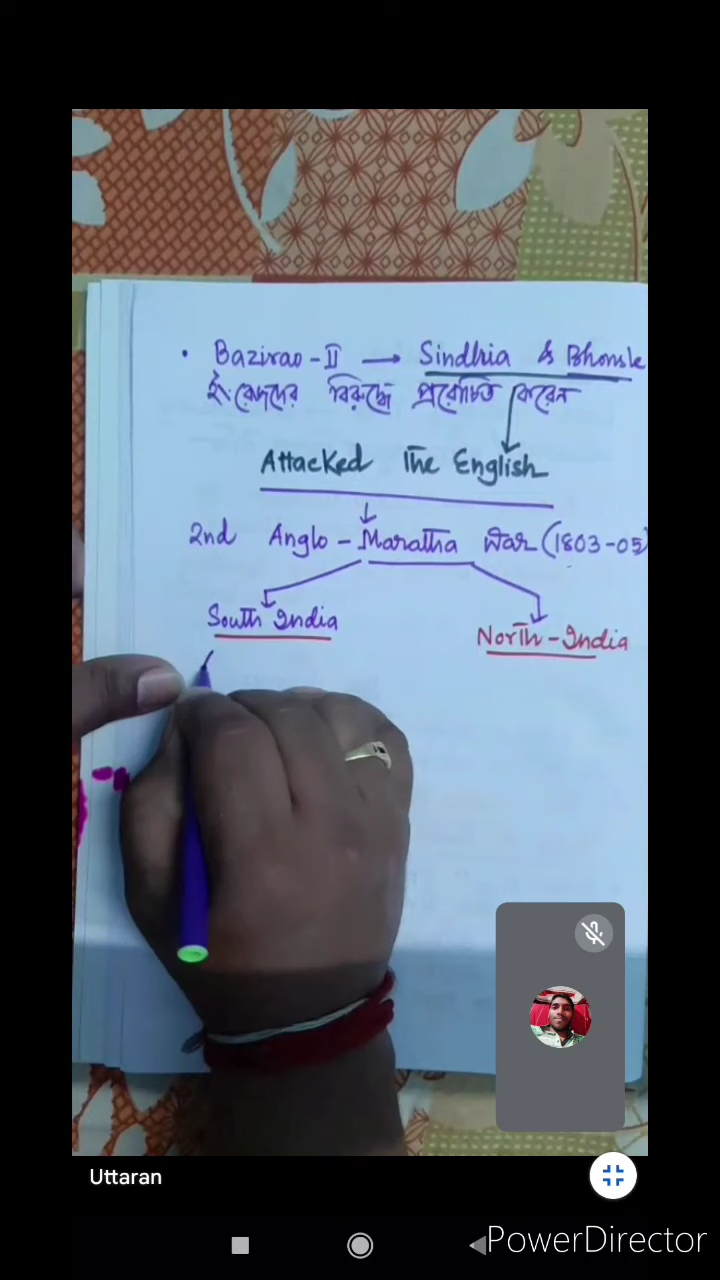 • Bazirao-II → Sindhia & Bhonsle
ইংরেজদের বিরুদ্ধে প্ররোচিত করেন
Attacked The English
2nd Anglo-Maratha War (1803-05)
South India
North-India
Uttaran
PowerDirector